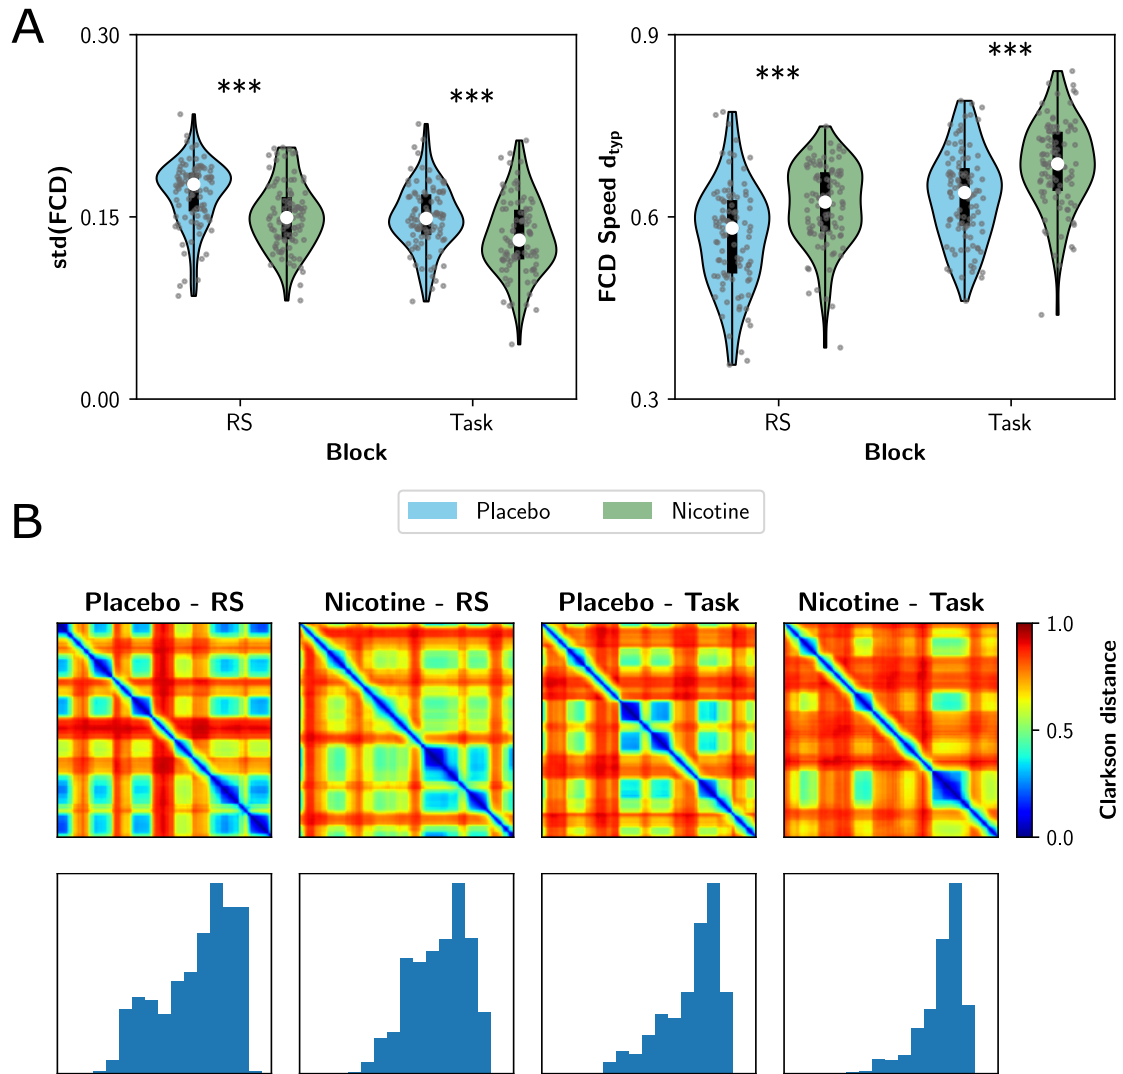 A
0.30
0.15
0.00
std(FCD)
***
***
RS
Task
Block
0.9
0.6
0.3
FCD Speed d_typ
***
***
RS
Task
Block
Placebo
Nicotine
B
Placebo - RS
Nicotine - RS
Placebo - Task
Nicotine - Task
1.0
0.5
0.0
Clarkson distance